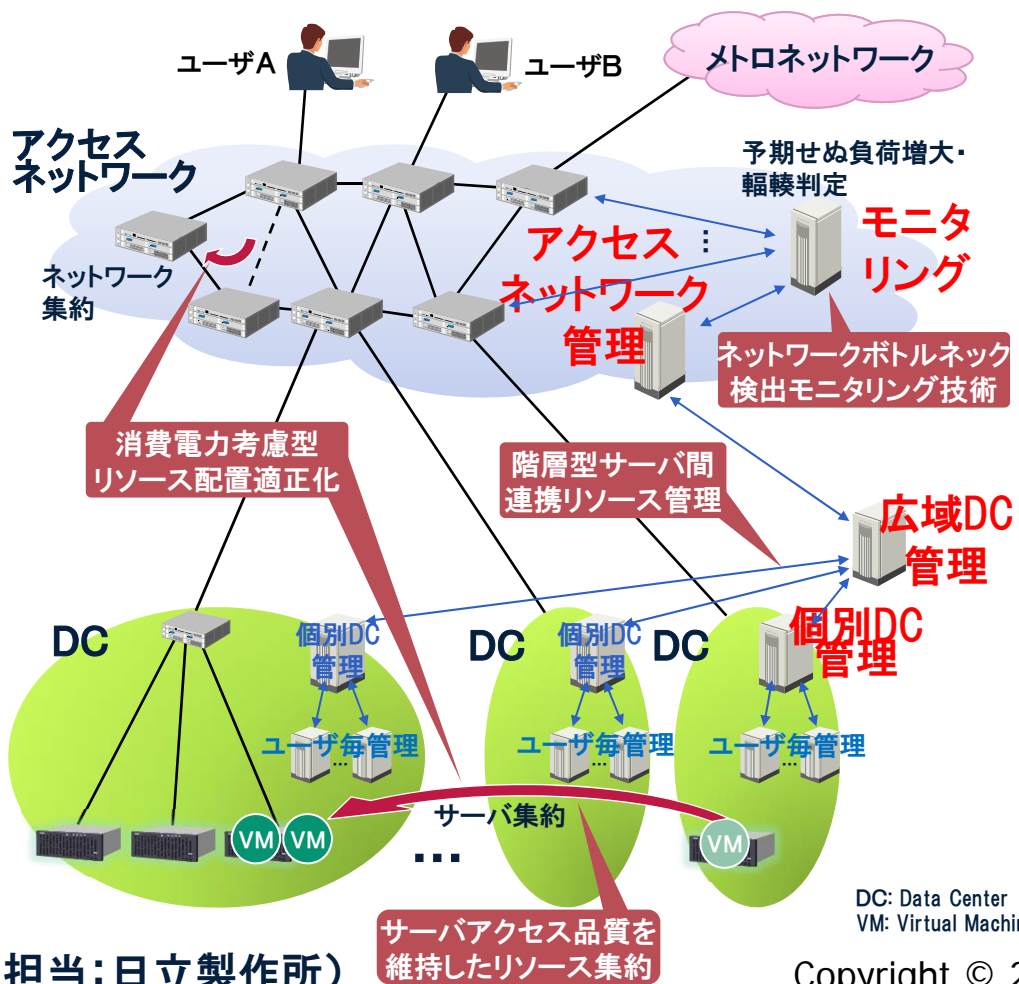 ユーザA
ユーザB
メトロネットワーク
アクセス
ネットワーク
予期せぬ負荷増大・
輻輳判定
モニタ
リング
アクセス
ネットワーク
管理
⋮
ネットワーク
集約
ネットワークボトルネック
検出モニタリング技術
消費電力考慮型
リソース配置適正化
階層型サーバ間
連携リソース管理
広域DC
管理
DC
個別DC
管理
DC
個別DC
管理
DC
個別DC
管理
ユーザ毎管理
...
ユーザ毎管理
...
ユーザ毎管理
...
サーバ集約
VM
VM
...
VM
サーバアクセス品質を
維持したリソース集約
DC: Data Center
VM: Virtual Machin
担当:日立製作所)
Copyright © 2